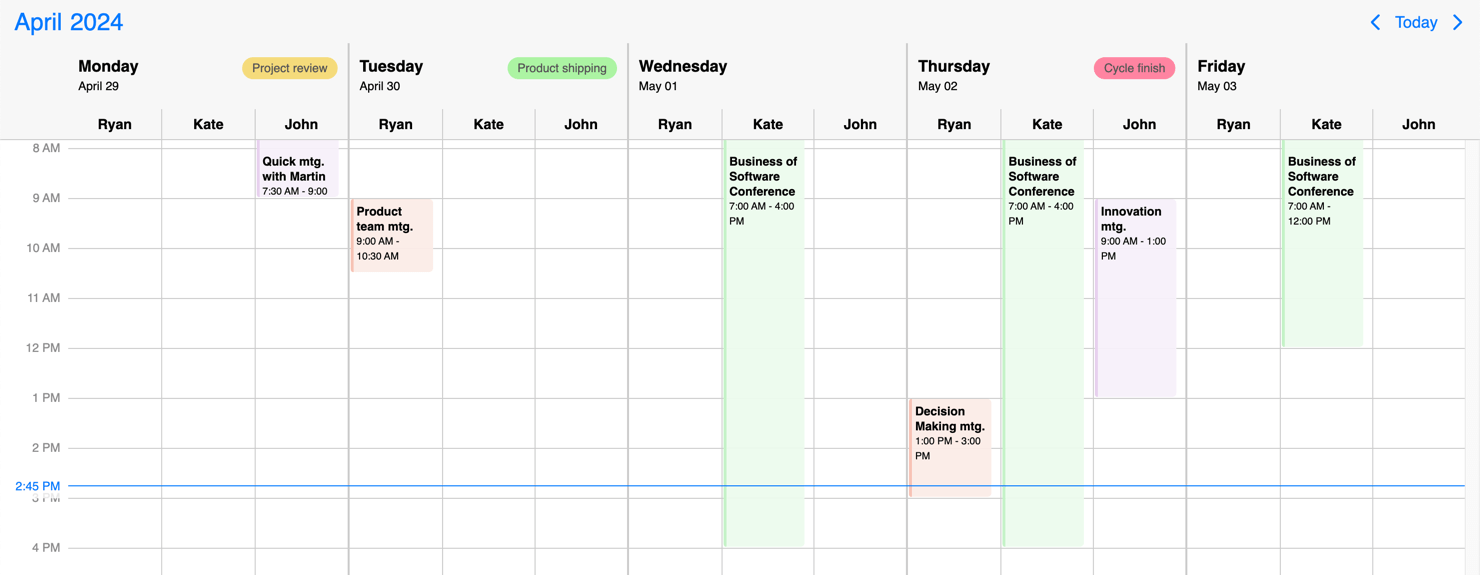 April 2024
Today
Monday
April 29
Project review
Tuesday
April 30
Product shipping
Wednesday
May 01
Thursday
May 02
Cycle finish
Friday
May 03
Ryan Kate John Ryan Kate John Ryan Kate John Ryan Kate John Ryan Kate John
8 AM
9 AM
10 AM
11 AM
12 PM
1 PM
2 PM
2:45 PM
3 PM
4 PM
Quick mtg.
with Martin
7:30 AM - 9:00
Product
team mtg.
9:00 AM -
10:30 AM
Business of
Software
Conference
7:00 AM - 4:00
PM
Decision
Making mtg.
1:00 PM - 3:00
PM
Business of
Software
Conference
7:00 AM - 4:00
PM
Innovation
mtg.
9:00 AM - 1:00
PM
Business of
Software
Conference
7:00 AM -
12:00 PM